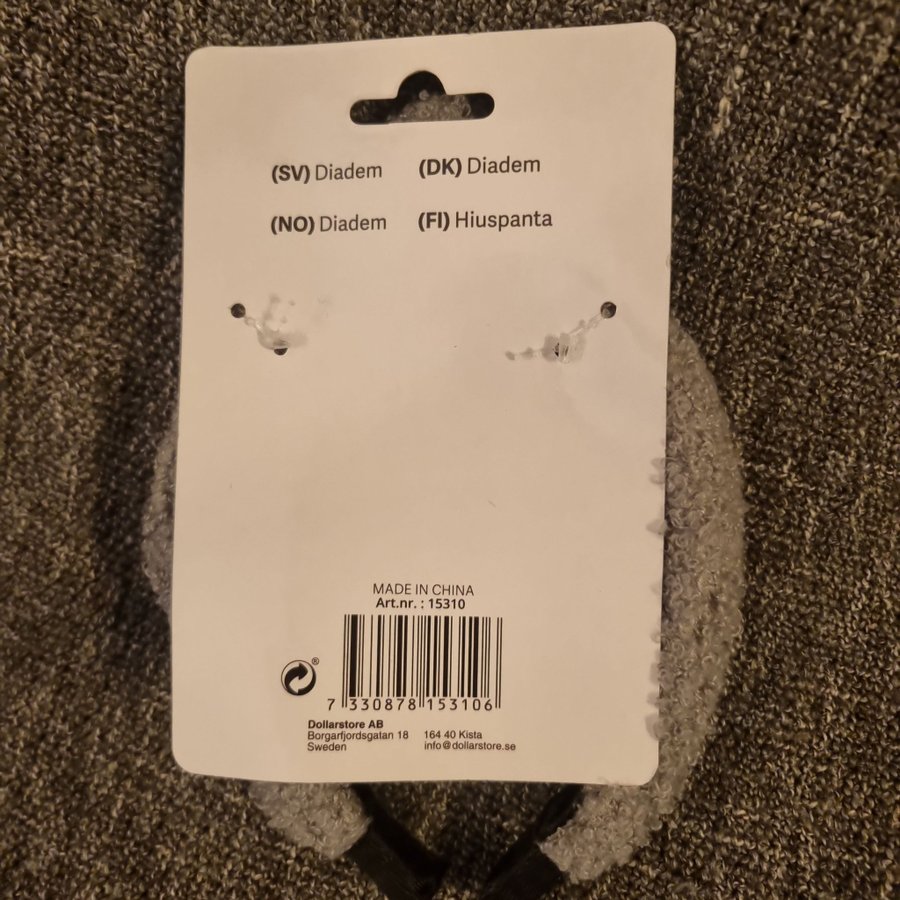 (SV) Diadem (DK) Diadem
(NO) Diadem (FI) Hiuspanta
MADE IN CHINA
Art.nr. : 15310
®
7 330878 153106
Dollarstore AB
Borgarfjordsgatan 18 164 40 Kista
Sweden info@dollarstore.se